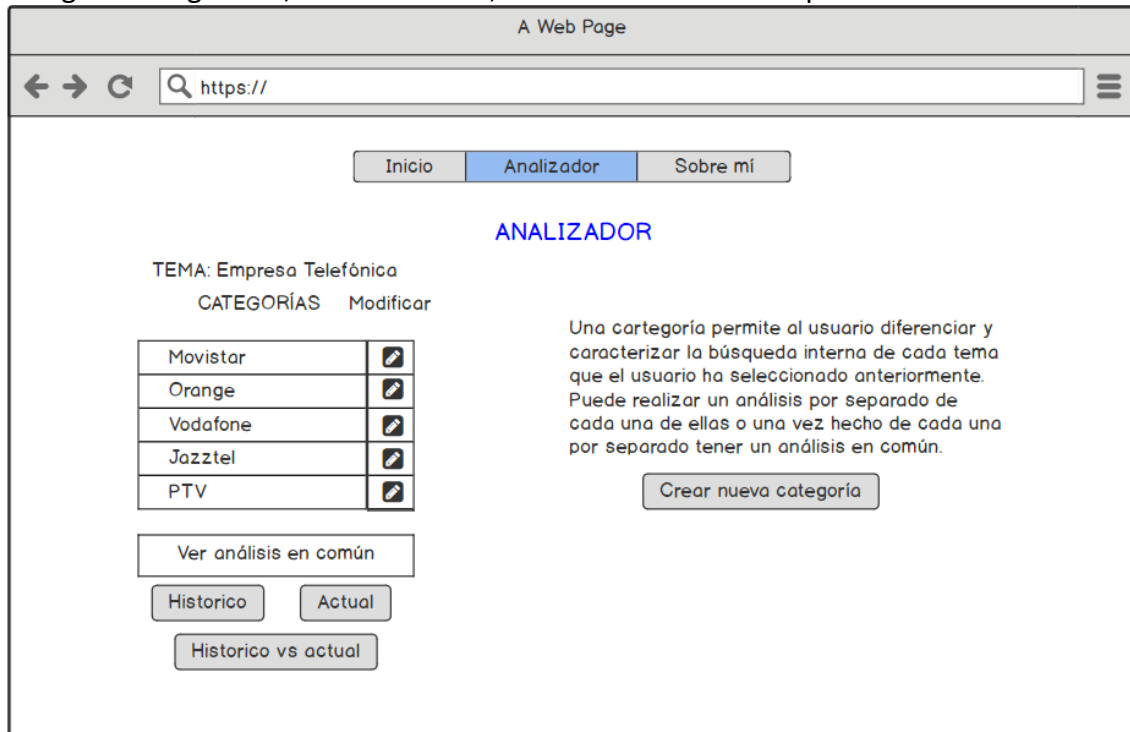 A Web Page
https://
Inicio Analizador Sobre mí
ANALIZADOR
TEMA: Empresa Telefónica
CATEGORÍAS Modificar
Movistar
Orange
Vodafone
Jazztel
PTV
Una cartegoría permite al usuario diferenciar y
caracterizar la búsqueda interna de cada tema
que el usuario ha seleccionado anteriormente.
Puede realizar un análisis por separado de
cada una de ellas o una vez hecho de cada una
por separado tener un análisis en común.
Crear nueva categoría
Ver análisis en común
Historico Actual
Historico vs actual